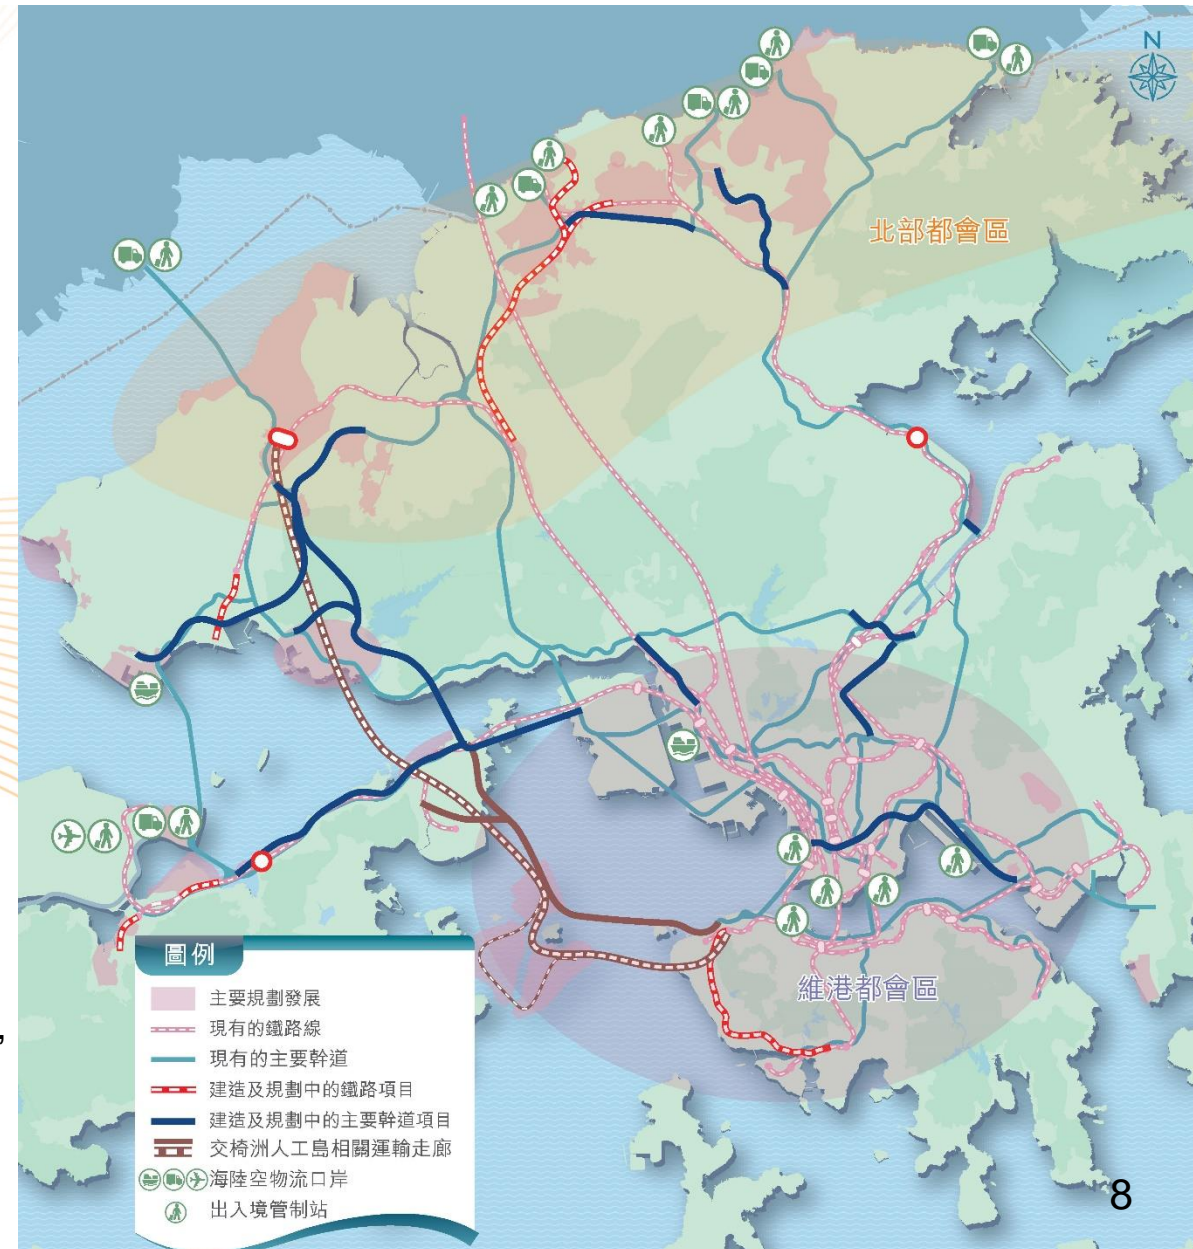 N
北部都會區
維港都會區
圖例
主要規劃發展
現有的鐵路線
現有的主要幹道
建造及規劃中的鐵路項目
建造及規劃中的主要幹道項目
交椅洲人工島相關運輸走廊
海陸空物流口岸
出入境管制站
,
8